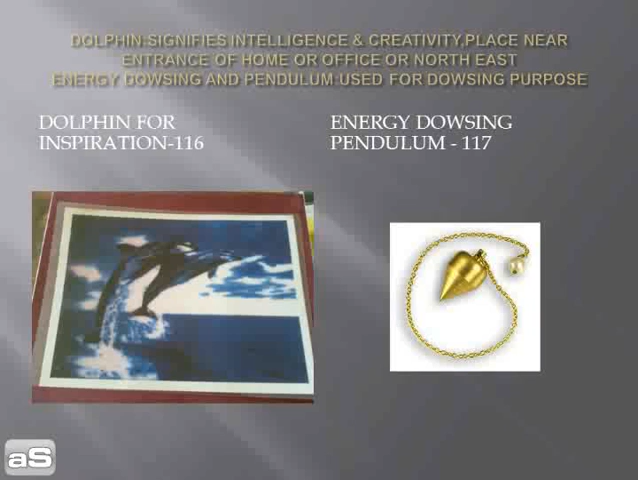 DOLPHIN:SIGNIFIES INTELLIGENCE & CREATIVITY,PLACE NEAR
ENTRANCE OF HOME OR OFFICE OR NORTH EAST
ENERGY DOWSING AND PENDULUM:USED FOR DOWSING PURPOSE
DOLPHIN FOR
INSPIRATION-116
ENERGY DOWSING
PENDULUM - 117
aS